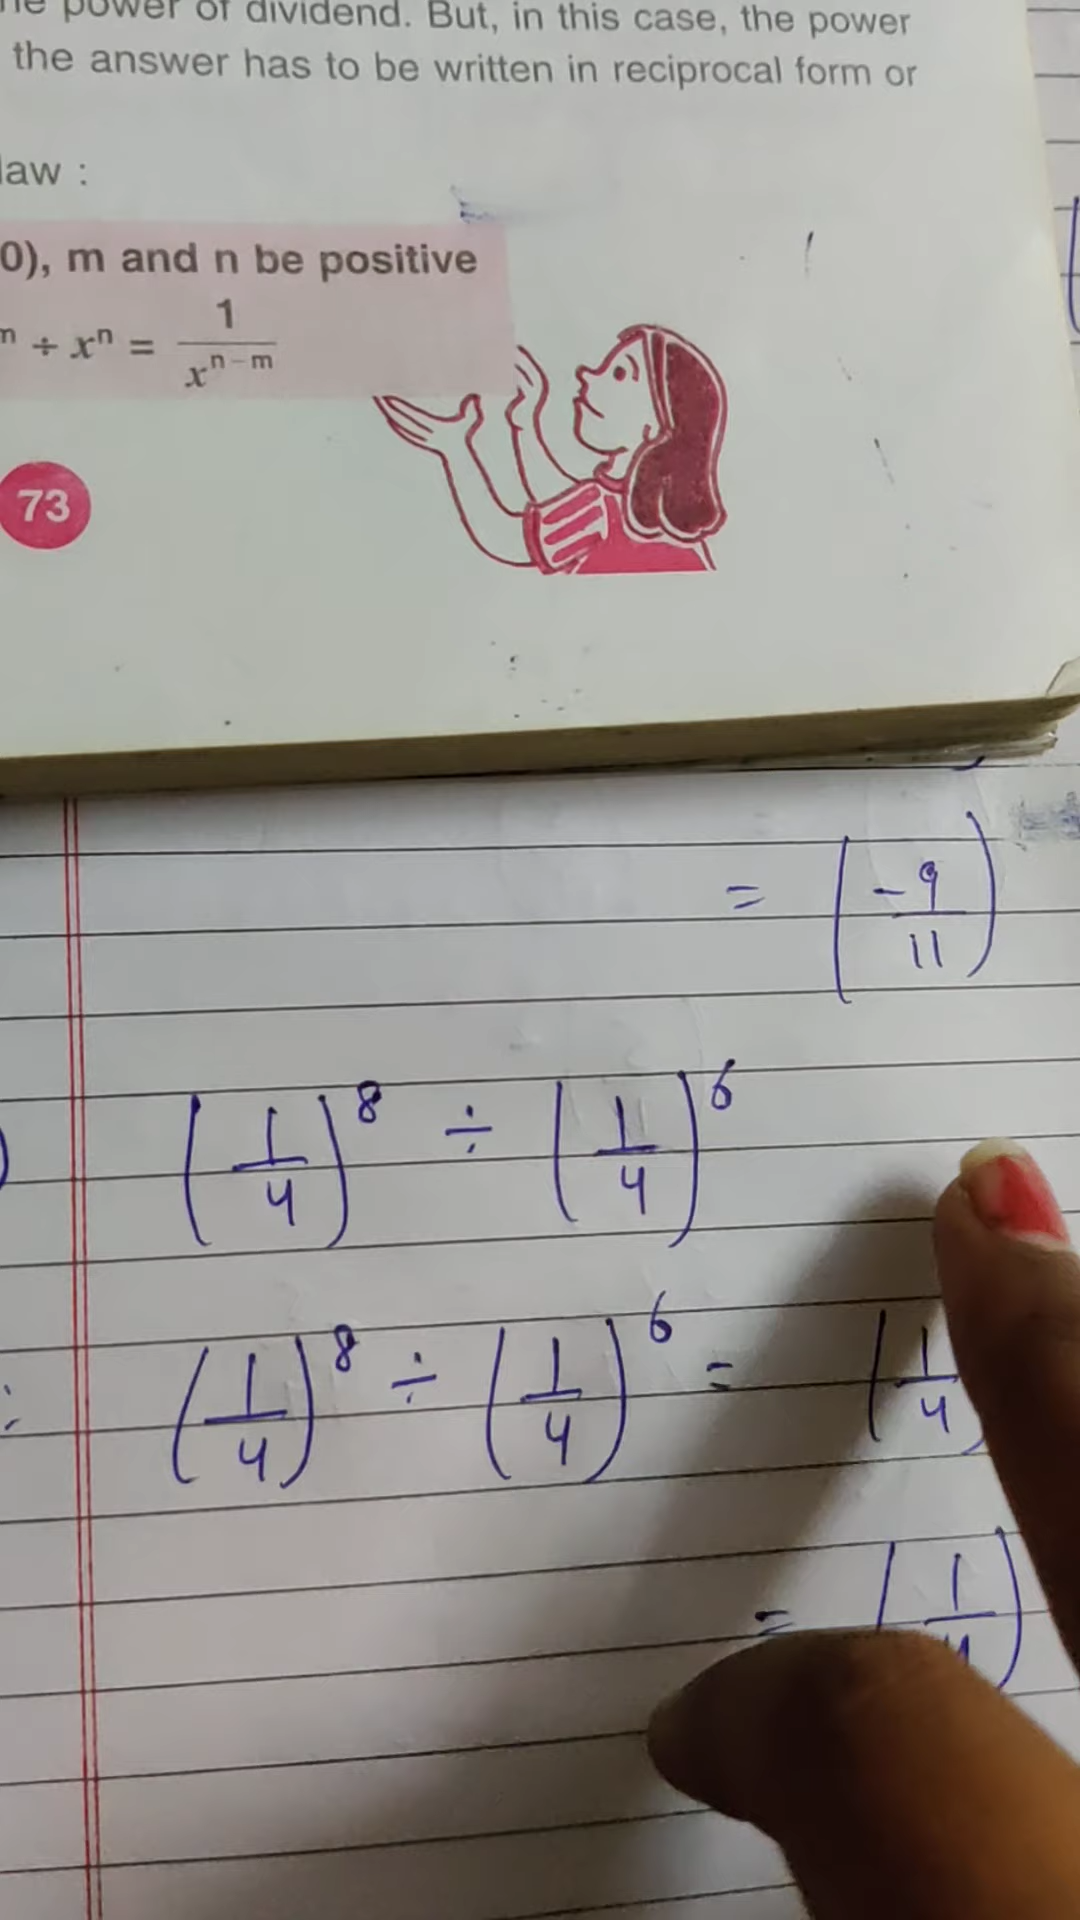 power of dividend. But, in this case, the power
the answer has to be written in reciprocal form or
law :
0), m and n be positive
÷ xⁿ = 1/xⁿ⁻ᵐ
73
= (-9/11)
) (1/4)⁸ ÷ (1/4)⁶
: (1/4)⁸ ÷ (1/4)⁶ = (1/4)
= (1/4)